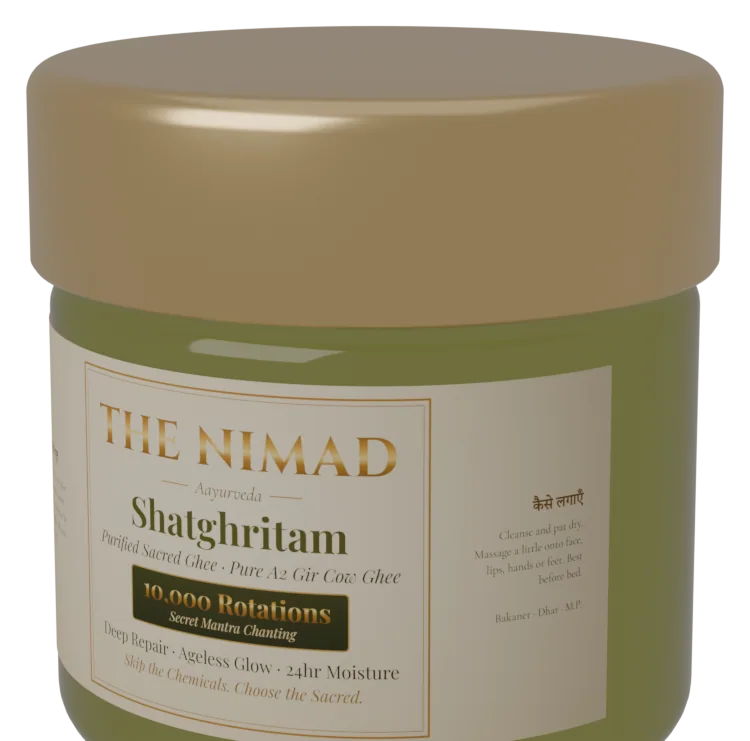 THE NIMAD
Aayurveda
Shatghritam
Purified Sacred Ghee · Pure A2 Gir Cow Ghee
10,000 Rotations
Secret Mantra Chanting
Deep Repair · Ageless Glow · 24hr Moisture
Skip the Chemicals. Choose the Sacred.
कैसे लगाएँ
Cleanse and pat dry.
Massage a little onto face,
lips, hands or feet. Best
before bed.
Bakaner · Dhar · M.P.